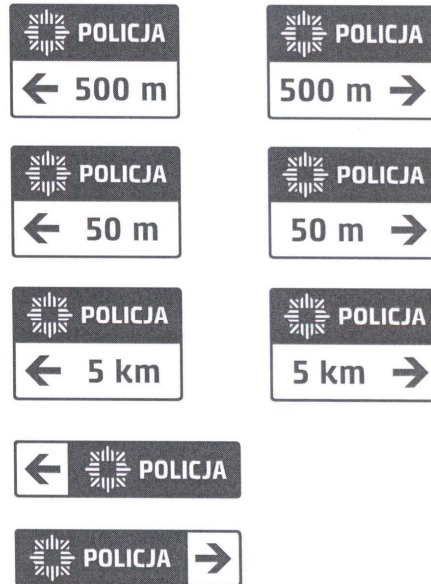 POLICJA
← 500 m
POLICJA
500 m →
POLICJA
← 50 m
POLICJA
50 m →
POLICJA
← 5 km
POLICJA
5 km →
← POLICJA
POLICJA →